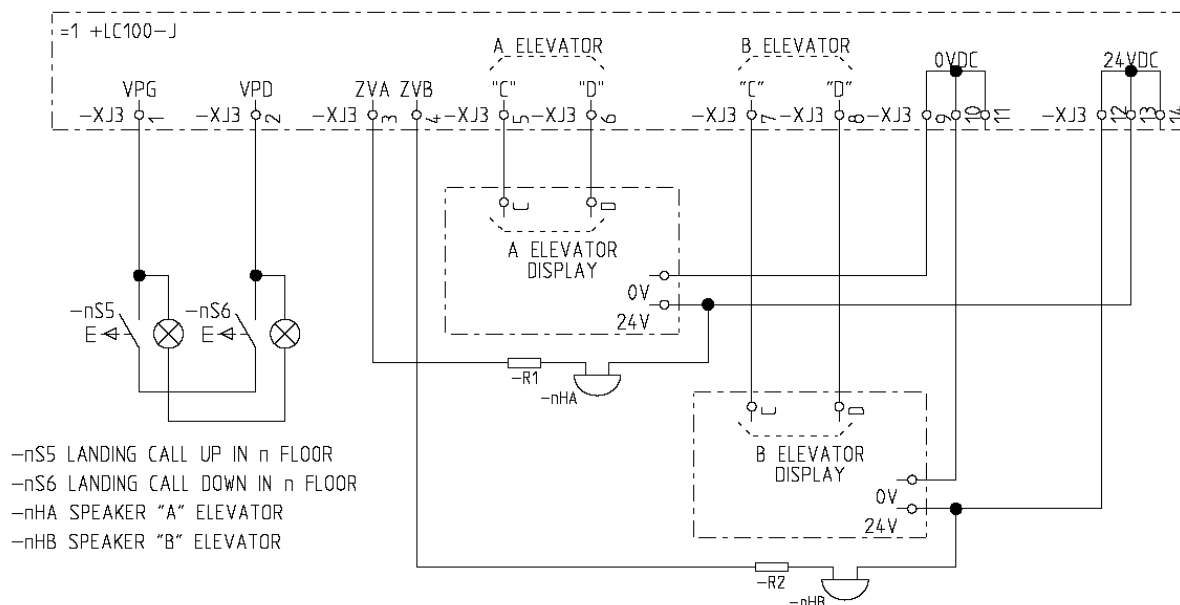 =1 +LC100-J
A ELEVATOR B ELEVATOR 0VDC 24VDC
VPG VPD ZVA ZVB "C" "D" "C" "D"
-XJ3 1 -XJ3 2 -XJ3 3 4 -XJ3 5 -XJ3 6 -XJ3 7 -XJ3 8 -XJ3 9 10 11 -XJ3 12 13 14
C D
A ELEVATOR
DISPLAY
0V
24V
-nS5 -nS6
E E
-R1
-nHA
C D
B ELEVATOR
DISPLAY
0V
24V
-nS5 LANDING CALL UP IN n FLOOR
-nS6 LANDING CALL DOWN IN n FLOOR
-nHA SPEAKER "A" ELEVATOR
-nHB SPEAKER "B" ELEVATOR
-R2
-nHB